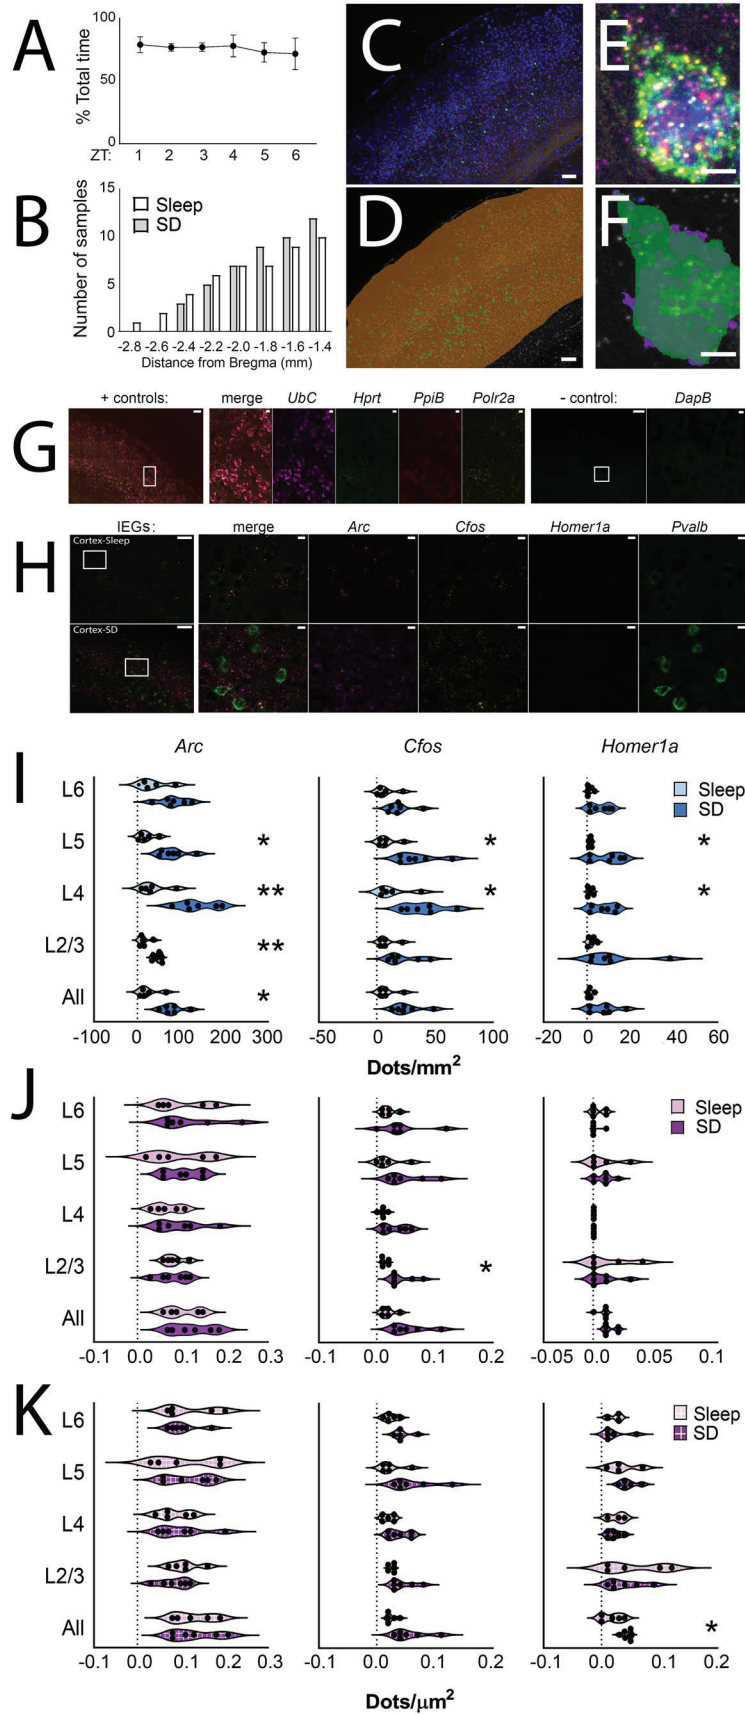 A
% Total time
100
50
0
ZT: 1 2 3 4 5 6
B
Number of samples
15
10
5
0
Sleep
SD
-2.8 -2.6 -2.4 -2.2 -2.0 -1.8 -1.6 -1.4
Distance from Bregma (mm)
C
D
E
F
G
+ controls: merge UbC Hprt PpiB Polr2a - control: DapB
H
IEGs: merge Arc Cfos Homer1a Pvalb
Cortex-Sleep
Cortex-SD
I
Arc Cfos Homer1a
Sleep
SD
L6
L5 * * *
L4 ** * *
L2/3 **
All *
-100 0 100 200 300 -50 0 50 100 -20 0 20 40 60
Dots/mm²
J
Sleep
SD
L6
L5
L4
L2/3 *
All
-0.1 0.0 0.1 0.2 0.3 -0.1 0.0 0.1 0.2 -0.05 0.0 0.05 0.1
K
Sleep
SD
L6
L5
L4
L2/3
All *
-0.1 0.0 0.1 0.2 0.3 -0.1 0.0 0.1 0.2 -0.1 0.0 0.1 0.2
Dots/μm²